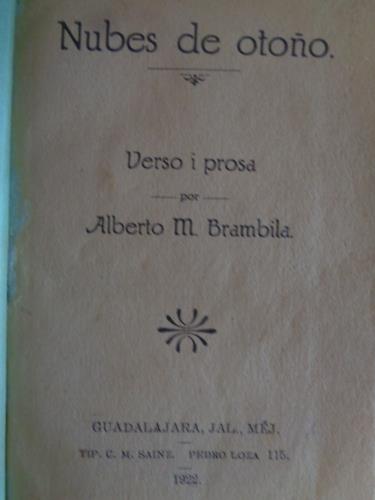 Nubes de otoño.
Verso i prosa
por
Alberto M. Brambila.
GUADALAJARA, JAL., MÉJ.
TIP. C. M. SAINZ. PEDRO LOZA 115.
1922.